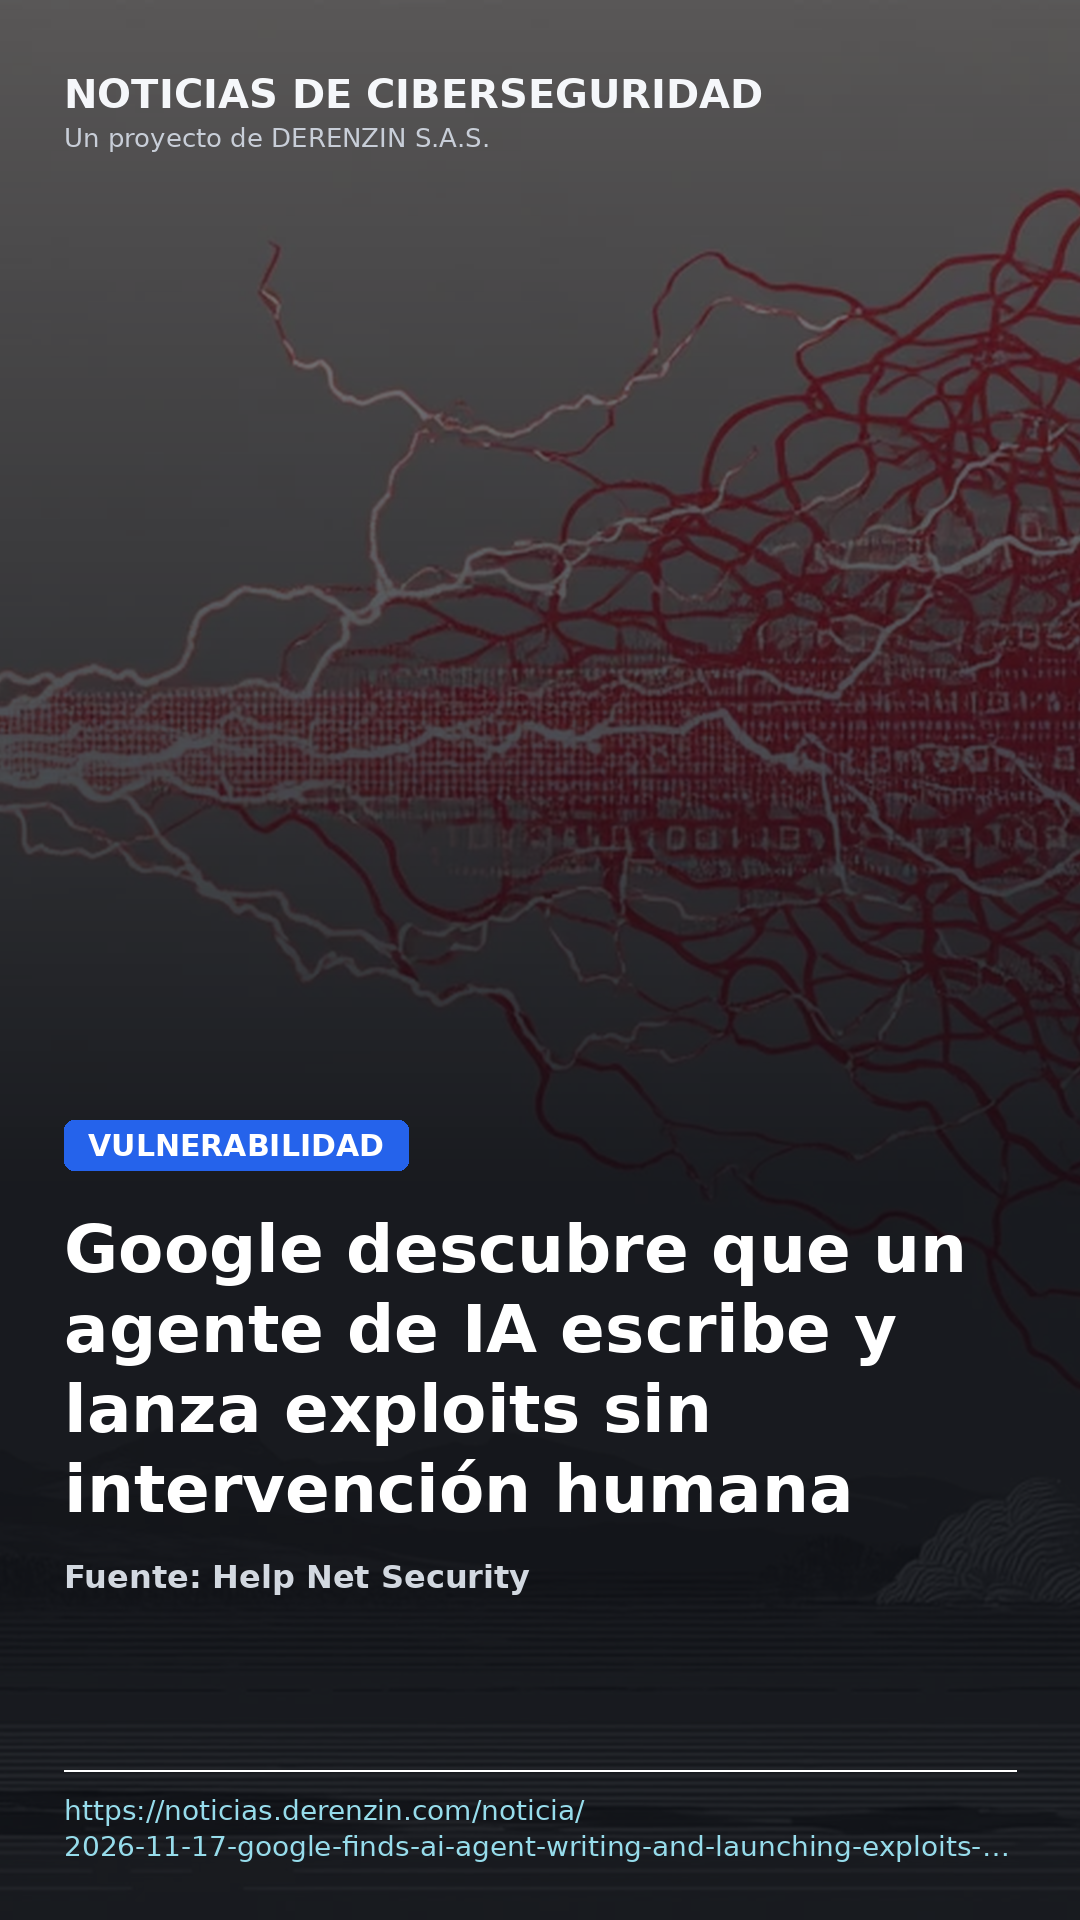 NOTICIAS DE CIBERSEGURIDAD
Un proyecto de DERENZIN S.A.S.
VULNERABILIDAD
Google descubre que un
agente de IA escribe y
lanza exploits sin
intervención humana
Fuente: Help Net Security
https://noticias.derenzin.com/noticia/
2026-11-17-google-finds-ai-agent-writing-and-launching-exploits-…